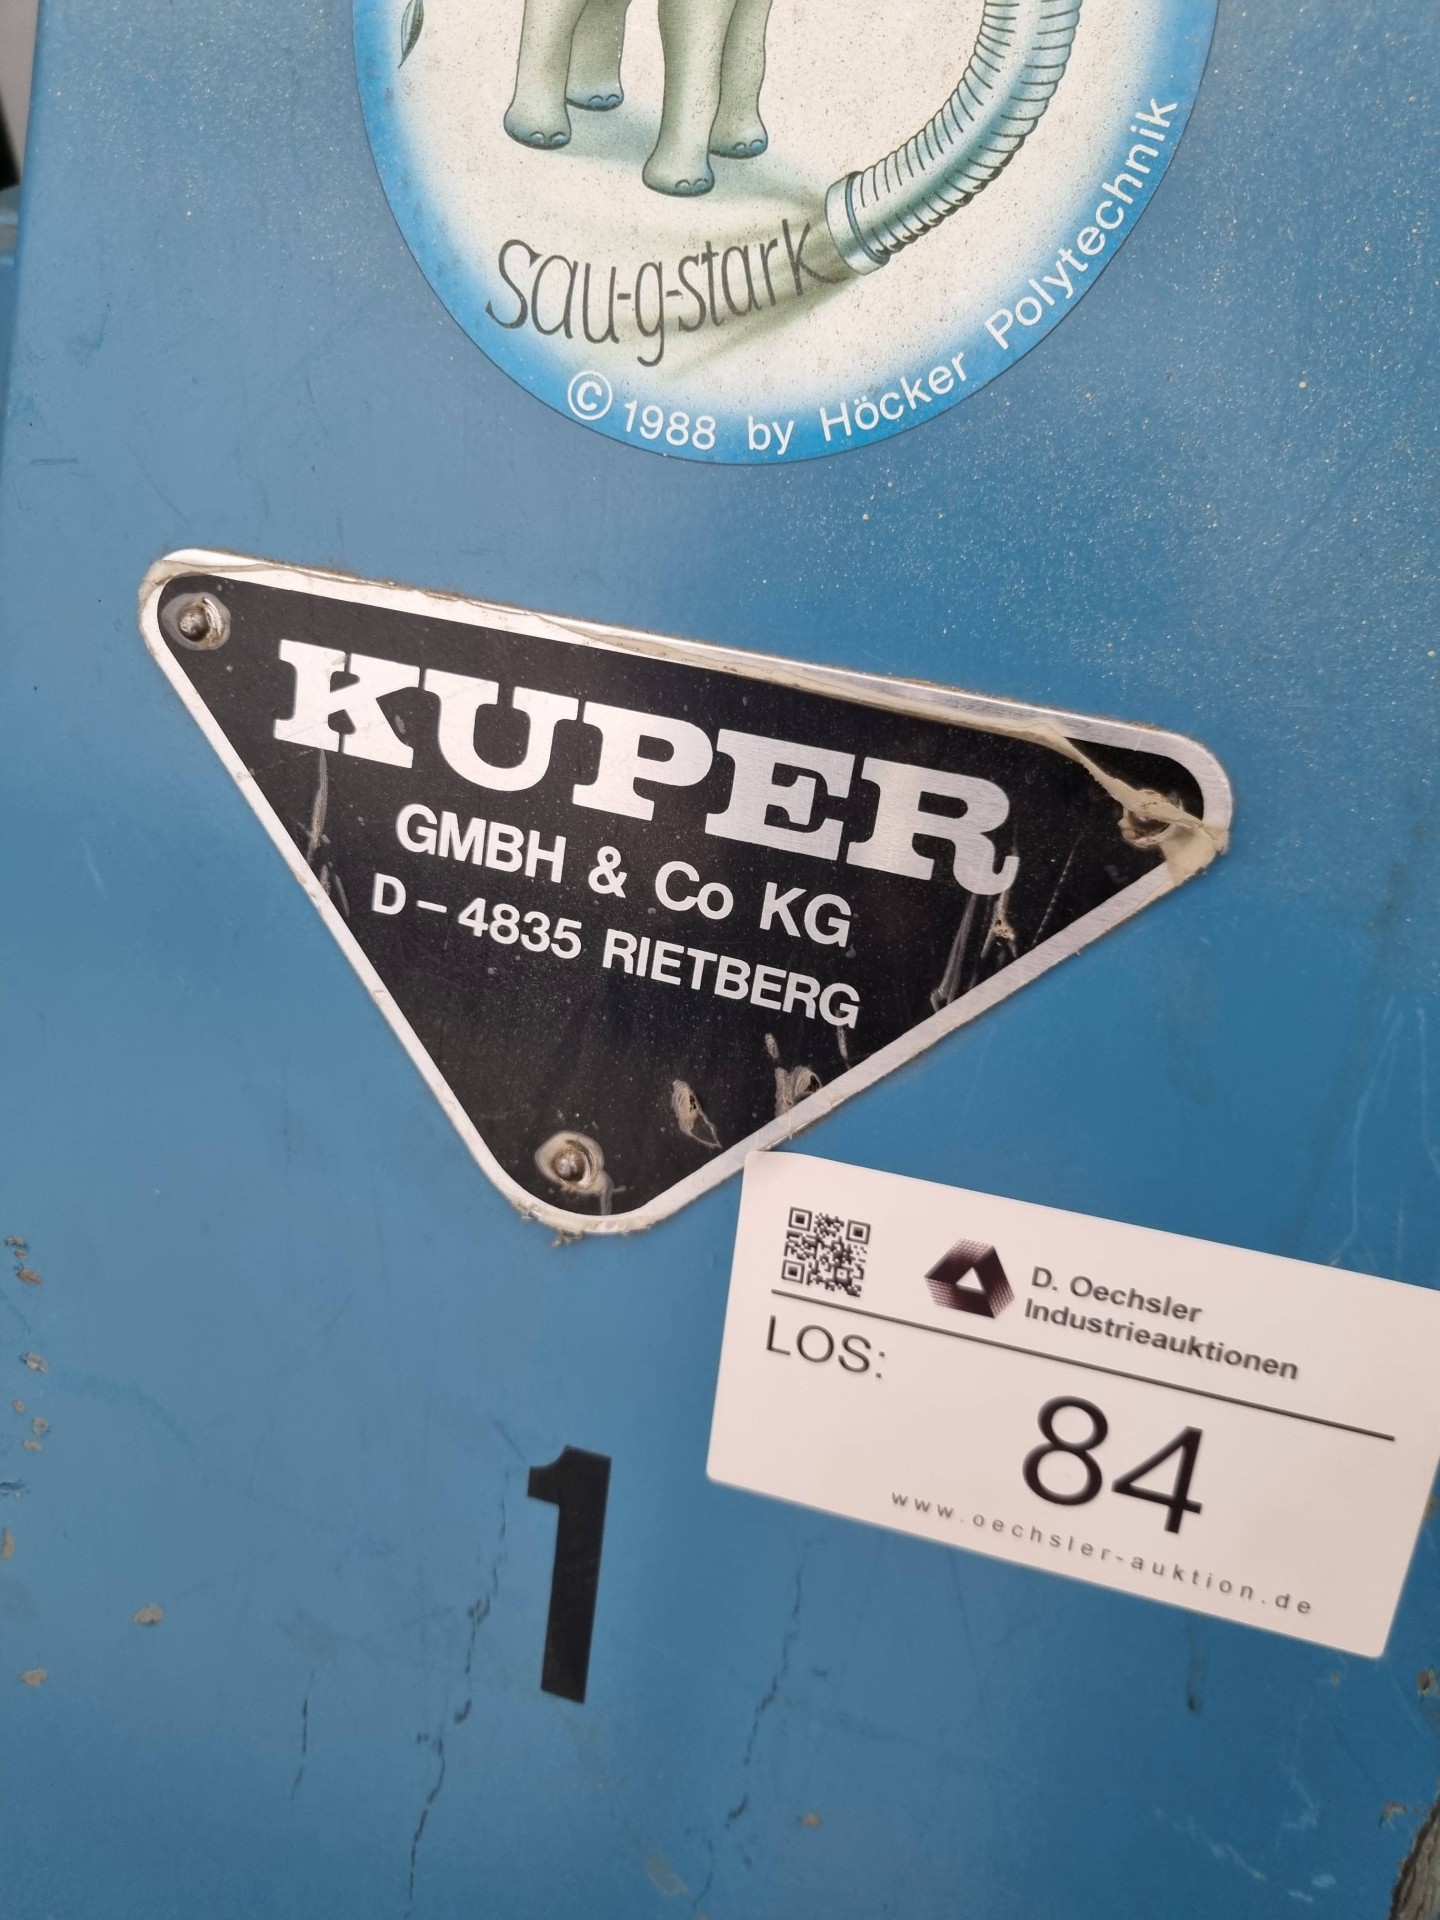 sau-g-stark
© 1988 by Höcker Polytechnik
KUPER
GMBH & Co KG
D-4835 RIETBERG
D. Oechsler
Industrieauktionen
LOS:
84
www.oechsler-auktion.de
1